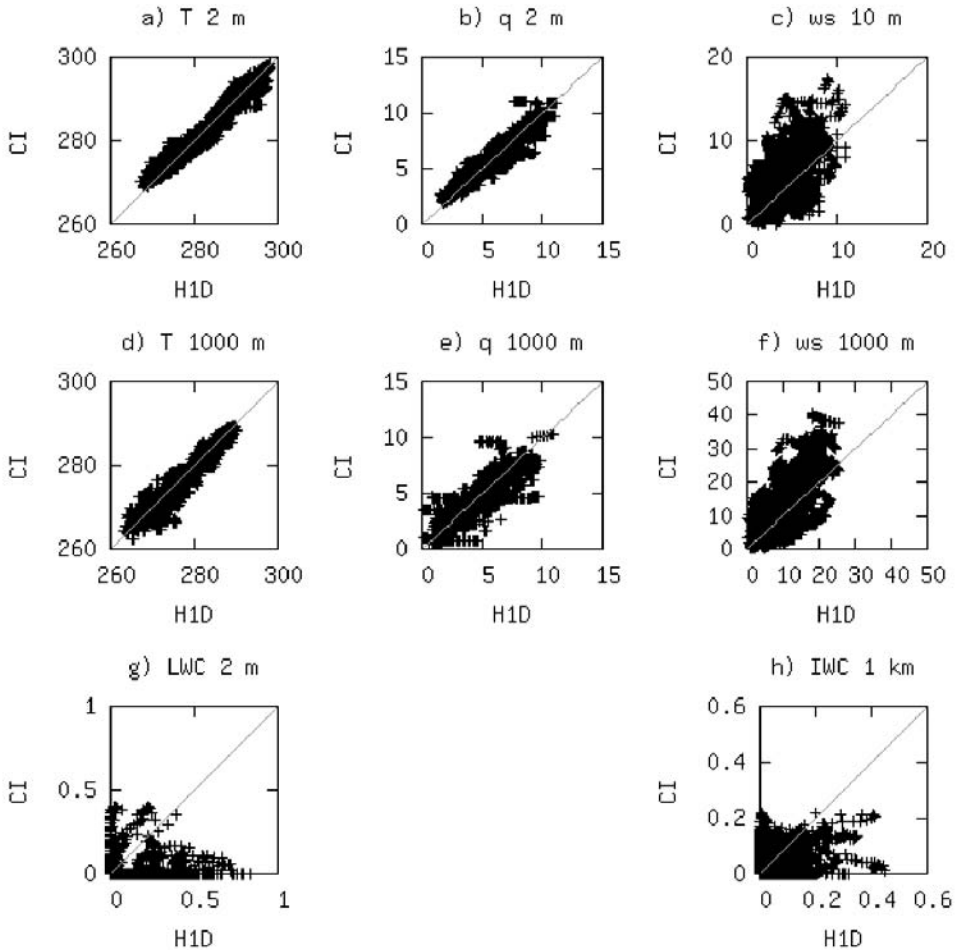 a) T 2 m
b) q 2 m
c) ws 10 m
300
280
260
CI
260 280 300
H1D
15
10
5
0
CI
0 5 10 15
H1D
20
10
0
CI
0 10 20
H1D
d) T 1000 m
e) q 1000 m
f) ws 1000 m
300
280
260
CI
260 280 300
H1D
15
10
5
0
CI
0 5 10 15
H1D
50
40
30
20
10
0
CI
0 10 20 30 40 50
H1D
g) LWC 2 m
h) IWC 1 km
1
0.5
0
CI
0 0.5 1
H1D
0.6
0.4
0.2
0
CI
0 0.2 0.4 0.6
H1D